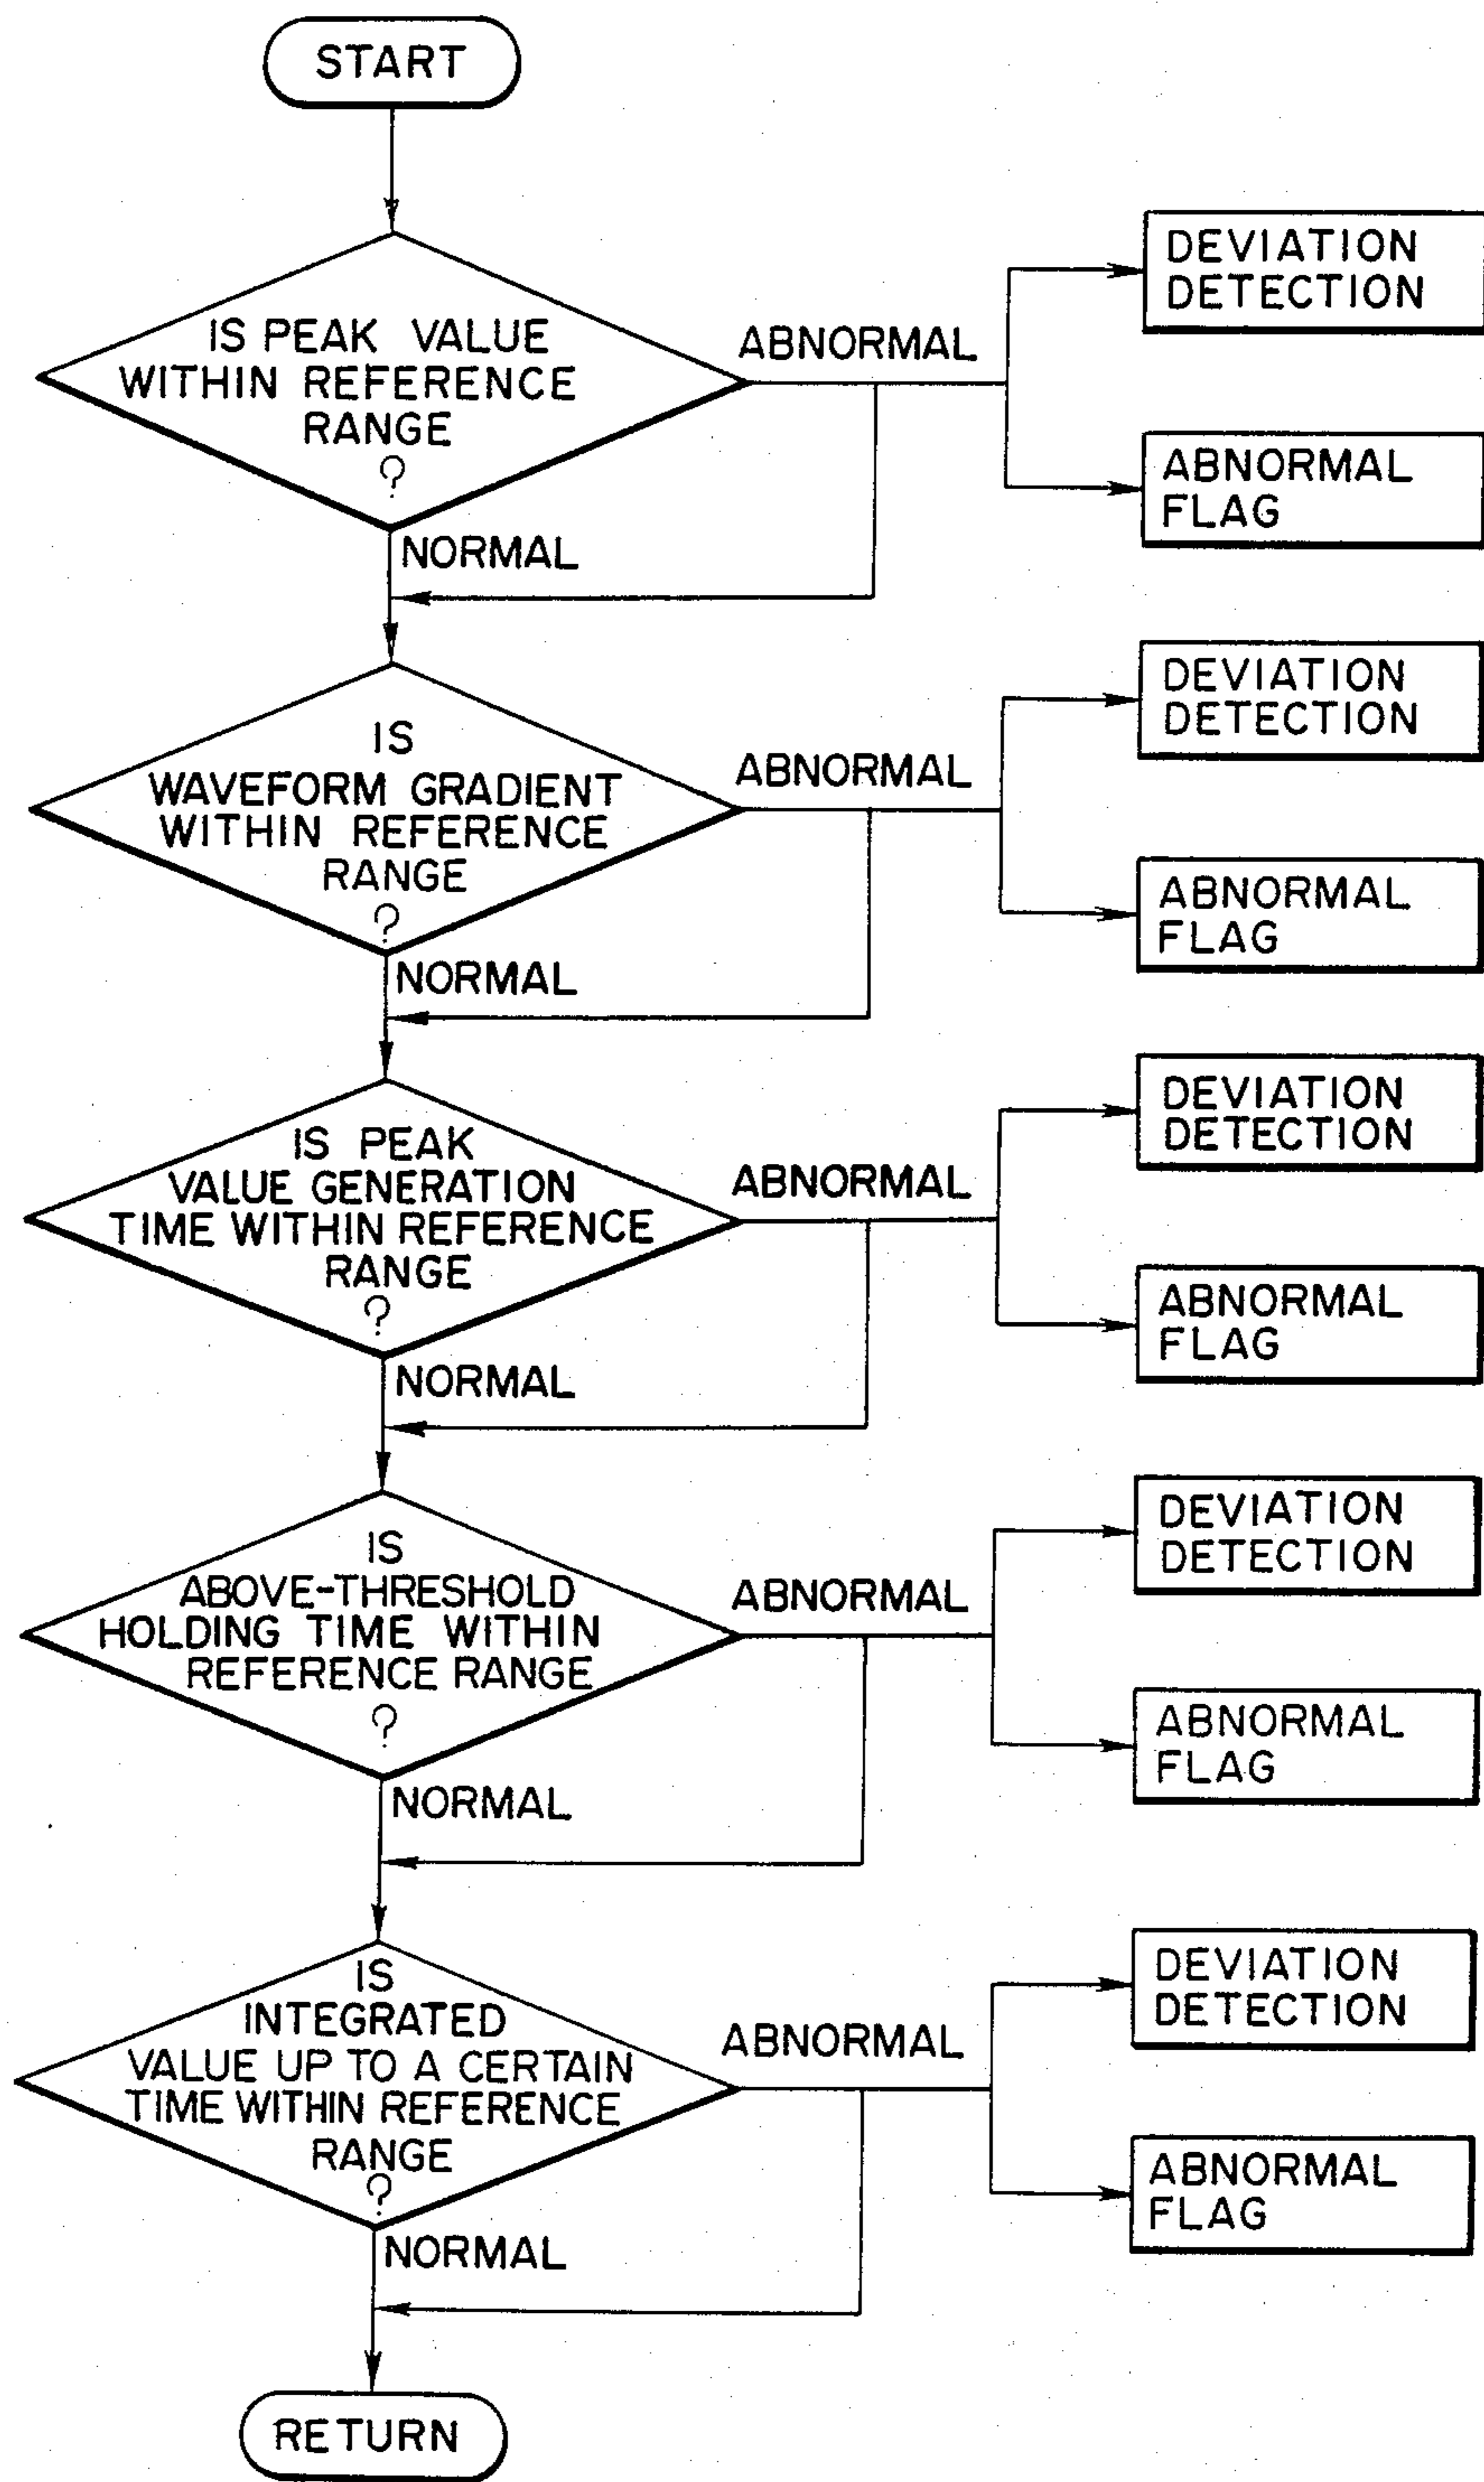 START
IS PEAK VALUE
WITHIN REFERENCE
RANGE
?
ABNORMAL
DEVIATION
DETECTION
ABNORMAL
FLAG
NORMAL
IS
WAVEFORM GRADIENT
WITHIN REFERENCE
RANGE
?
ABNORMAL
DEVIATION
DETECTION
ABNORMAL
FLAG
NORMAL
IS PEAK
VALUE GENERATION
TIME WITHIN REFERENCE
RANGE
?
ABNORMAL
DEVIATION
DETECTION
ABNORMAL
FLAG
NORMAL
IS
ABOVE-THRESHOLD
HOLDING TIME WITHIN
REFERENCE RANGE
?
ABNORMAL
DEVIATION
DETECTION
ABNORMAL
FLAG
NORMAL
IS
INTEGRATED
VALUE UP TO A CERTAIN
TIME WITHIN REFERENCE
RANGE
?
ABNORMAL
DEVIATION
DETECTION
ABNORMAL
FLAG
NORMAL
RETURN